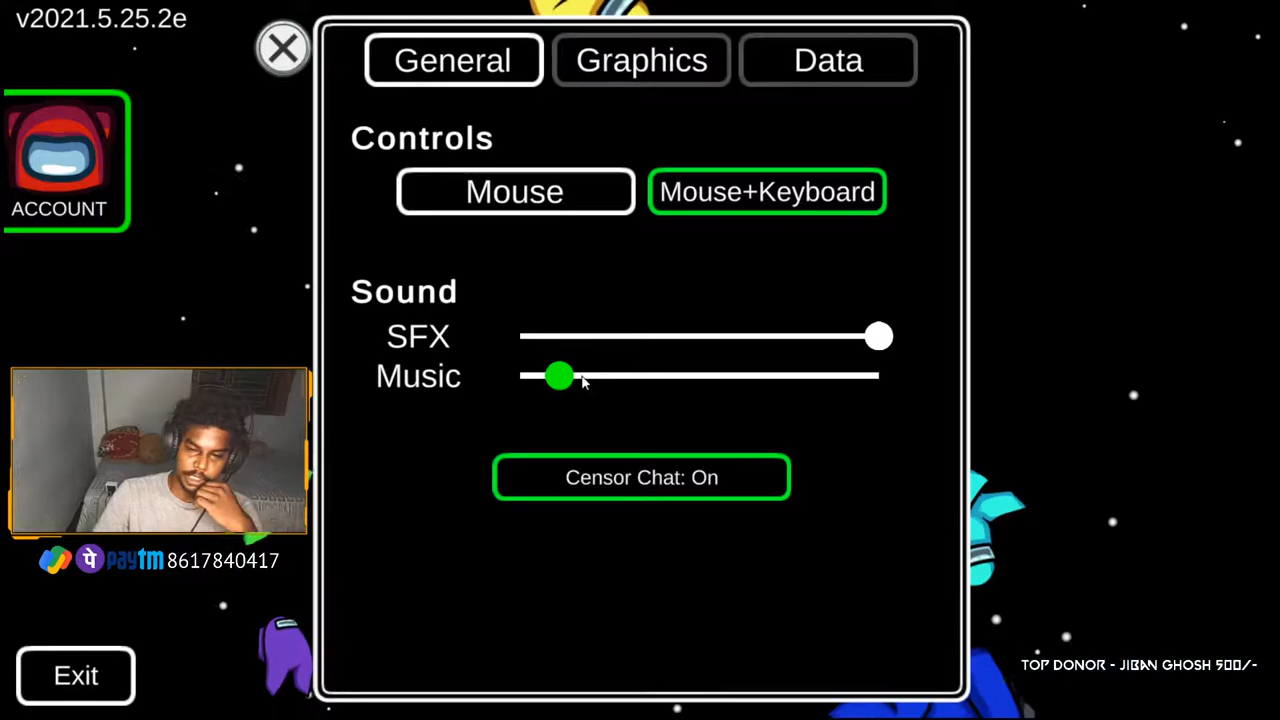 v2021.5.25.2e
General Graphics Data
Controls
ACCOUNT
Mouse Mouse+Keyboard
Sound
SFX
Music
Censor Chat: On
पे paytm 8617840417
Exit
TOP DONOR - JIBAN GHOSH 500/-